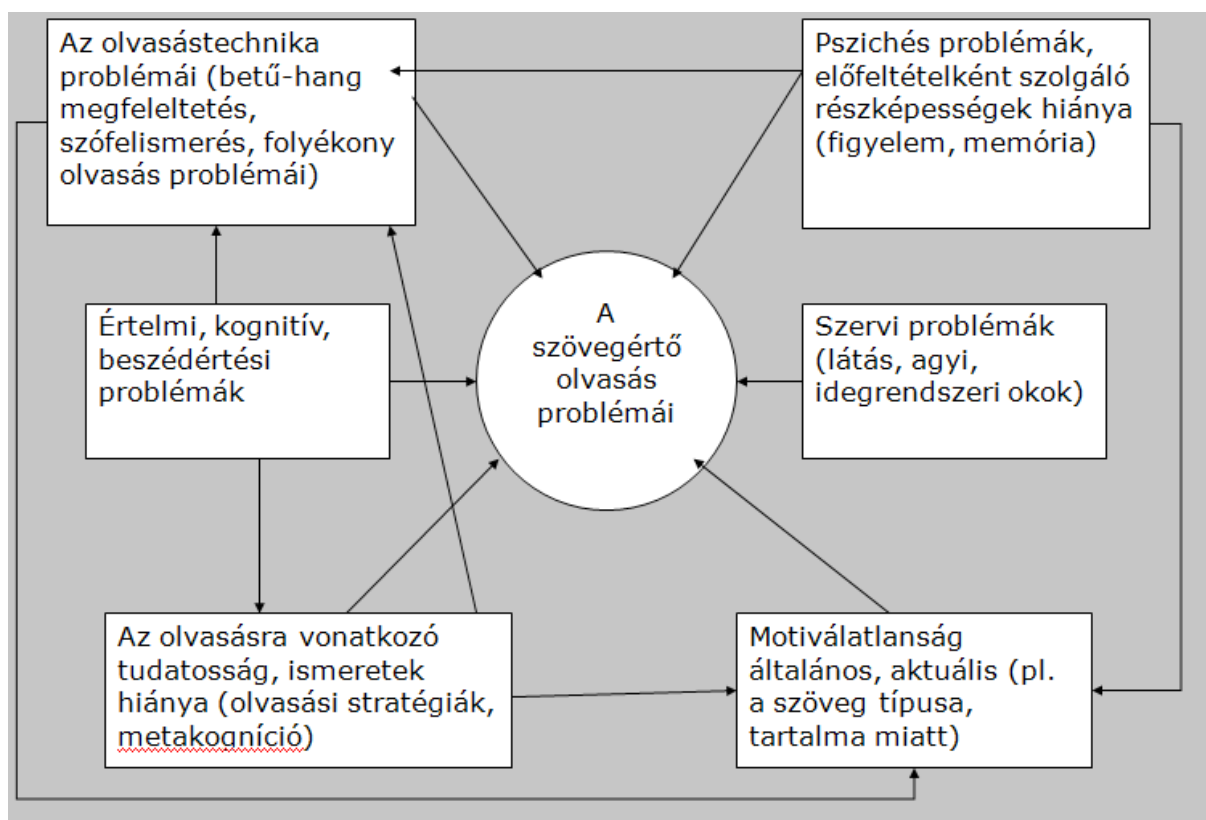 Az olvasástechnika
problémái (betű-hang
megfeleltetés,
szófelismerés, folyékony
olvasás problémái)
Pszichés problémák,
előfeltételként szolgáló
részképességek hiánya
(figyelem, memória)
Értelmi, kognitív,
beszédértési
problémák
A
szövegértő
olvasás
problémái
Szervi problémák
(látás, agyi,
idegrendszeri okok)
Az olvasásra vonatkozó
tudatosság, ismeretek
hiánya (olvasási stratégiák,
metakogníció)
Motiválatlanság
általános, aktuális (pl.
a szöveg típusa,
tartalma miatt)